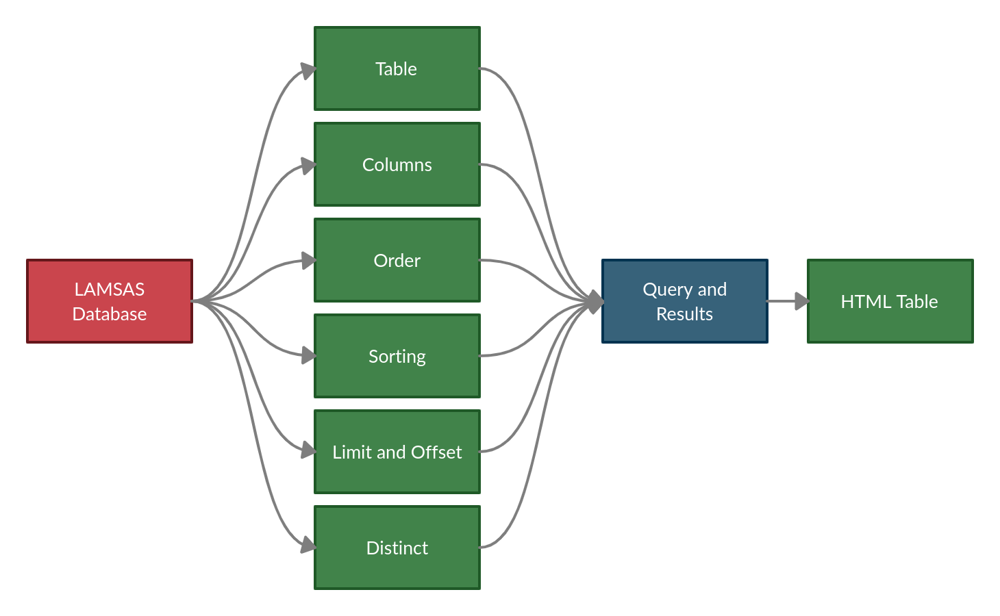 Table
Columns
Order
LAMSAS
Database
Sorting
Limit and Offset
Distinct
Query and
Results
HTML Table